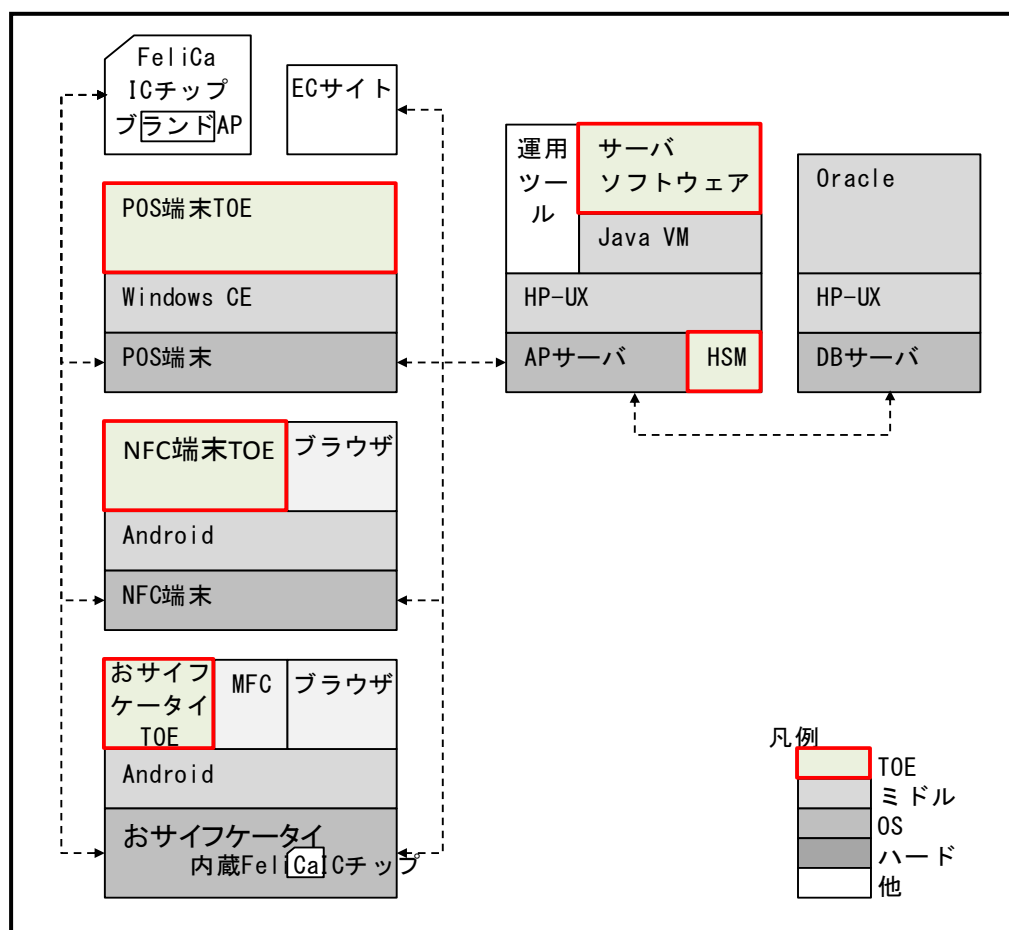 FeliCa
ICチップ
ブランドAP
ECサイト
POS端末TOE
Windows CE
POS端末
NFC端末TOE
ブラウザ
Android
NFC端末
おサイフ
ケータイ
TOE
MFC
ブラウザ
Android
おサイフケータイ
内蔵FeliCaICチップ
運用
ツー
ル
サーバ
ソフトウェア
Java VM
HP-UX
APサーバ
HSM
Oracle
HP-UX
DBサーバ
凡例
TOE
ミドル
OS
ハード
他